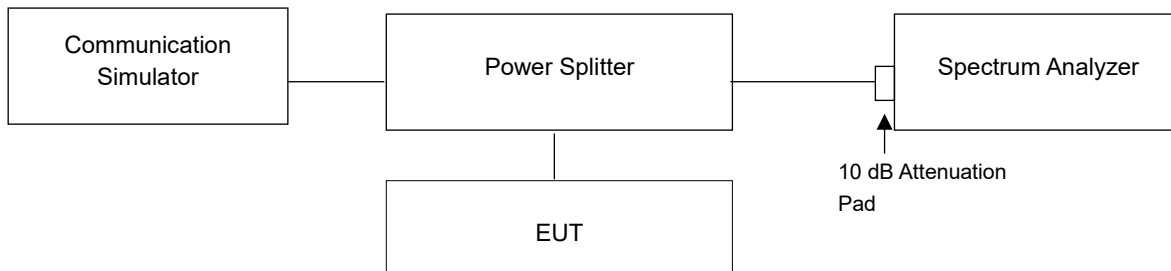 Communication
Simulator
Power Splitter
Spectrum Analyzer
10 dB Attenuation
Pad
EUT